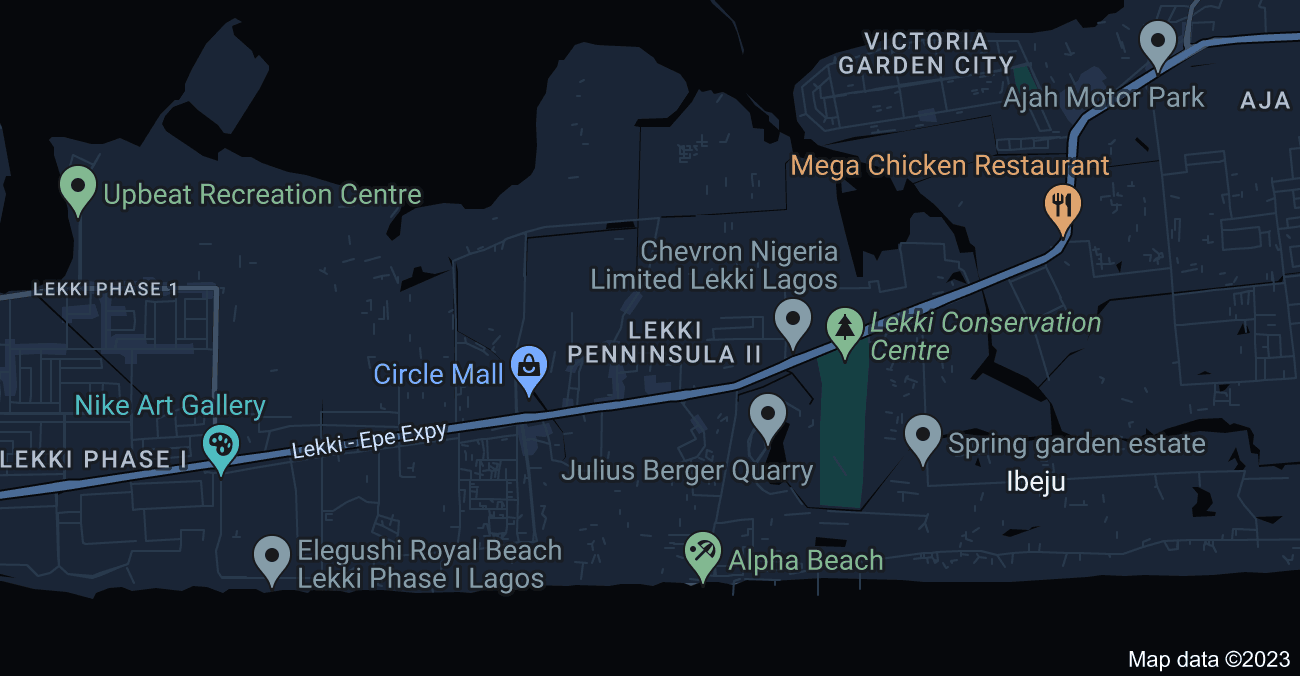 VICTORIA
GARDEN CITY
Ajah Motor Park
AJA
Mega Chicken Restaurant
Upbeat Recreation Centre
Chevron Nigeria
Limited Lekki Lagos
LEKKI PHASE 1
LEKKI
PENNINSULA II
Lekki Conservation
Centre
Circle Mall
Nike Art Gallery
Lekki - Epe Expy
LEKKI PHASE I
Julius Berger Quarry
Spring garden estate
Ibeju
Elegushi Royal Beach
Lekki Phase I Lagos
Alpha Beach
Map data ©2023